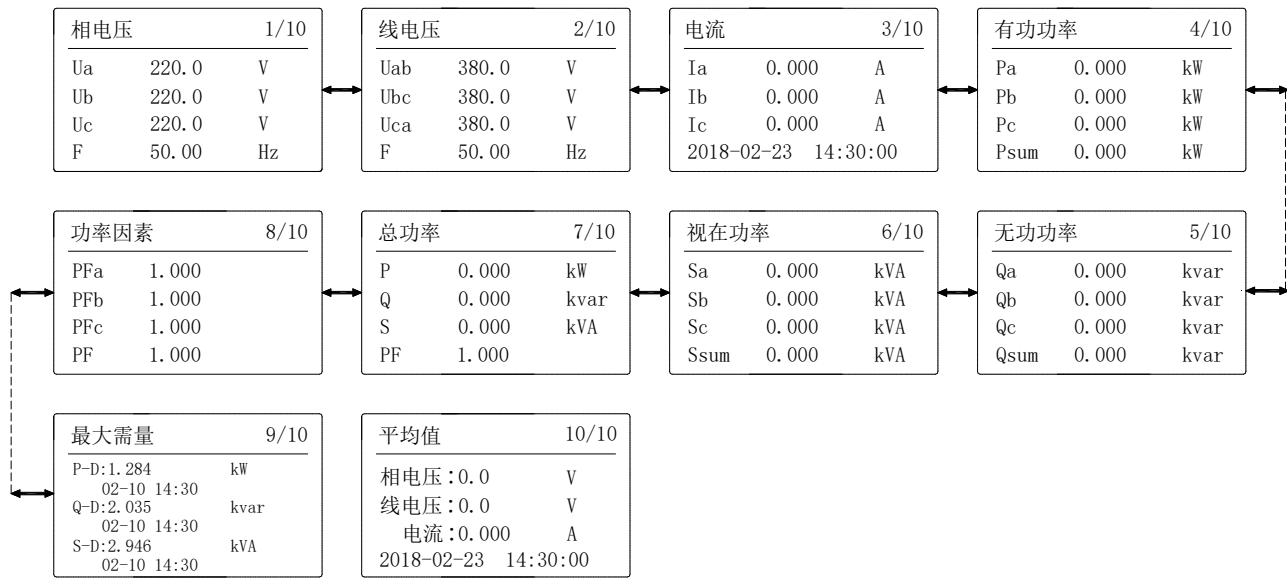 相电压 1/10
Ua 220.0 V
Ub 220.0 V
Uc 220.0 V
F 50.00 Hz
线电压 2/10
Uab 380.0 V
Ubc 380.0 V
Uca 380.0 V
F 50.00 Hz
电流 3/10
Ia 0.000 A
Ib 0.000 A
Ic 0.000 A
2018-02-23 14:30:00
有功功率 4/10
Pa 0.000 kW
Pb 0.000 kW
Pc 0.000 kW
Psum 0.000 kW
功率因素 8/10
PFa 1.000
PFb 1.000
PFc 1.000
PF 1.000
总功率 7/10
P 0.000 kW
Q 0.000 kvar
S 0.000 kVA
PF 1.000
视在功率 6/10
Sa 0.000 kVA
Sb 0.000 kVA
Sc 0.000 kVA
Ssum 0.000 kVA
无功功率 5/10
Qa 0.000 kvar
Qb 0.000 kvar
Qc 0.000 kvar
Qsum 0.000 kvar
最大需量 9/10
P-D:1.284 kW
02-10 14:30
Q-D:2.035 kvar
02-10 14:30
S-D:2.946 kVA
02-10 14:30
平均值 10/10
相电压:0.0 V
线电压:0.0 V
电流:0.000 A
2018-02-23 14:30:00